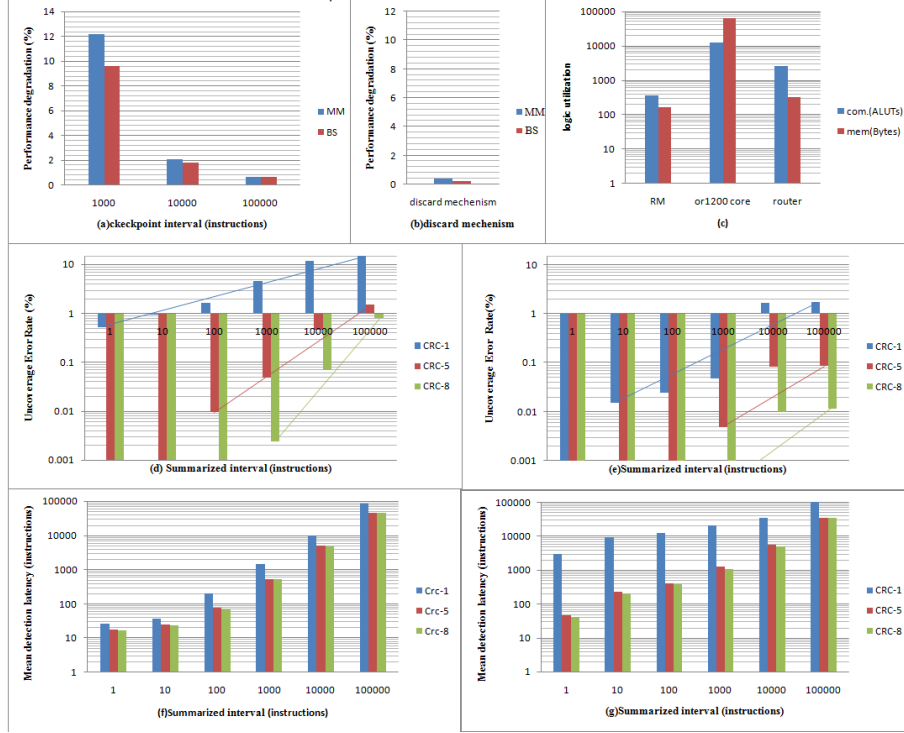 Performance degradation (%)
14
12
10
8
6
4
2
0
1000
10000
100000
MM
BS
(a)ckeckpoint interval (instructions)
Performance degradation (%)
12
10
8
6
4
2
0
discard mechenism
MM
BS
(b)discard mechenism
logic utilization
100000
10000
1000
100
10
1
RM
or1200 core
router
com.(ALUTs)
mem(Bytes)
(c)
Uncoverage Eror Rate (%)
10
1
0.1
0.01
0.001
1
10
100
1000
10000
100000
CRC-1
CRC-5
CRC-8
(d) Summarized interval (instructions)
Uncoverage Eror Rate(%)
10
1
0.1
0.01
0.001
1
10
100
1000
10000
100000
CRC-1
CRC-5
CRC-8
(e)Summarized interval (instructions)
Mean detection latency (instructions)
100000
10000
1000
100
10
1
1
10
100
1000
10000
100000
Crc-1
Crc-5
Crc-8
(f)Summarized interval (instructions)
Mean detection latency (instructions)
100000
10000
1000
100
10
1
1
10
100
1000
10000
100000
CRC-1
CRC-5
CRC-8
(g)Summarized interval (instructions)